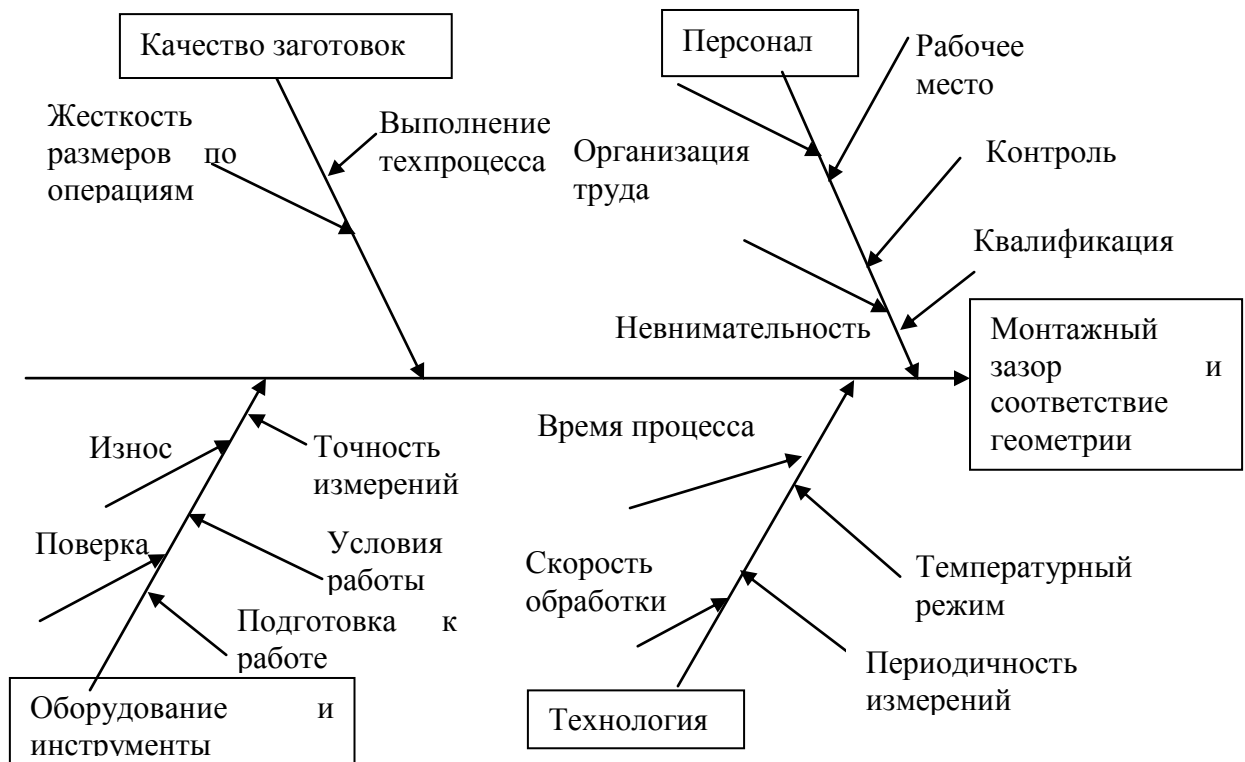 Качество заготовок
Персонал
Рабочее
место
Жесткость
размеров по
операциям
Выполнение
техпроцесса
Организация
труда
Контроль
Квалификация
Невнимательность
Монтажный
зазор и
соответствие
геометрии
Износ
Точность
измерений
Время процесса
Поверка
Условия
работы
Скорость
обработки
Температурный
режим
Подготовка к
работе
Периодичность
измерений
Оборудование и
инструменты
Технология